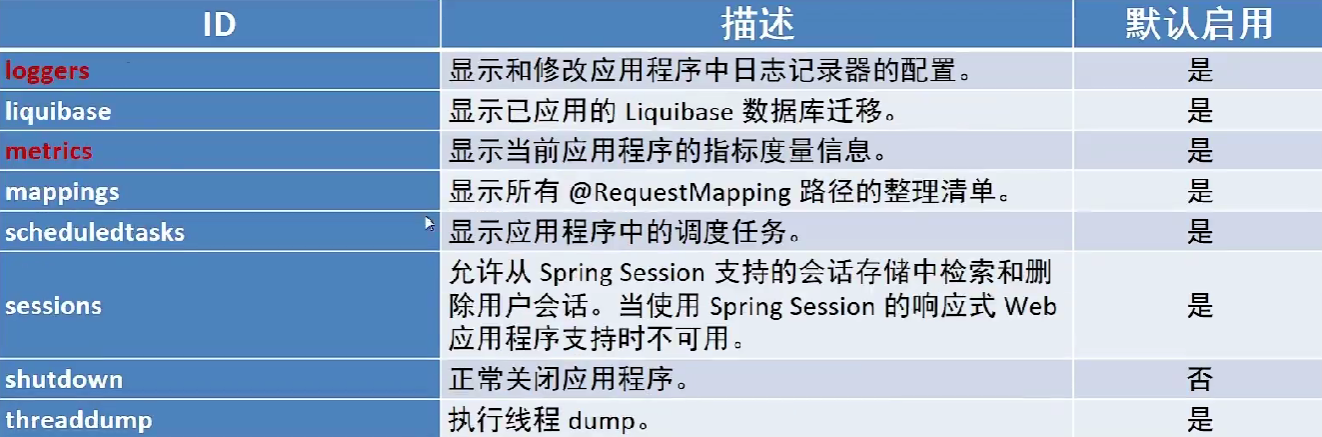 ID 描述 默认启用
loggers 显示和修改应用程序中日志记录器的配置。 是
liquibase 显示已应用的 Liquibase 数据库迁移。 是
metrics 显示当前应用程序的指标度量信息。 是
mappings 显示所有 @RequestMapping 路径的整理清单。 是
scheduledtasks 显示应用程序中的调度任务。 是
sessions 允许从 Spring Session 支持的会话存储中检索和删
除用户会话。当使用 Spring Session 的响应式 Web 是
应用程序支持时不可用。
shutdown 正常关闭应用程序。 否
threaddump 执行线程 dump。 是